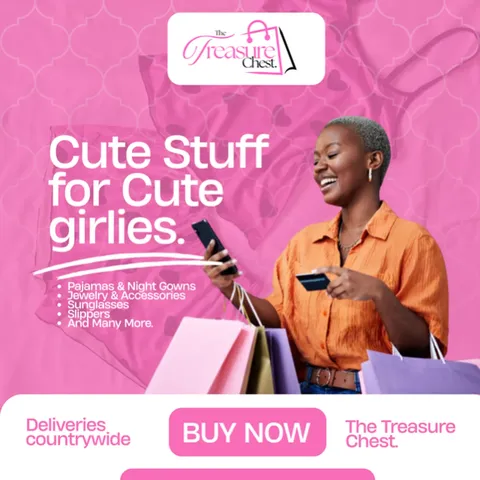 The
Treasure
Chest.
Cute Stuff
for Cute
girlies.
• Pajamas & Night Gowns
• Jewelry & Accessories
• Sunglasses
• Slippers
• And Many More.
Deliveries
countrywide
BUY NOW
The Treasure
Chest.